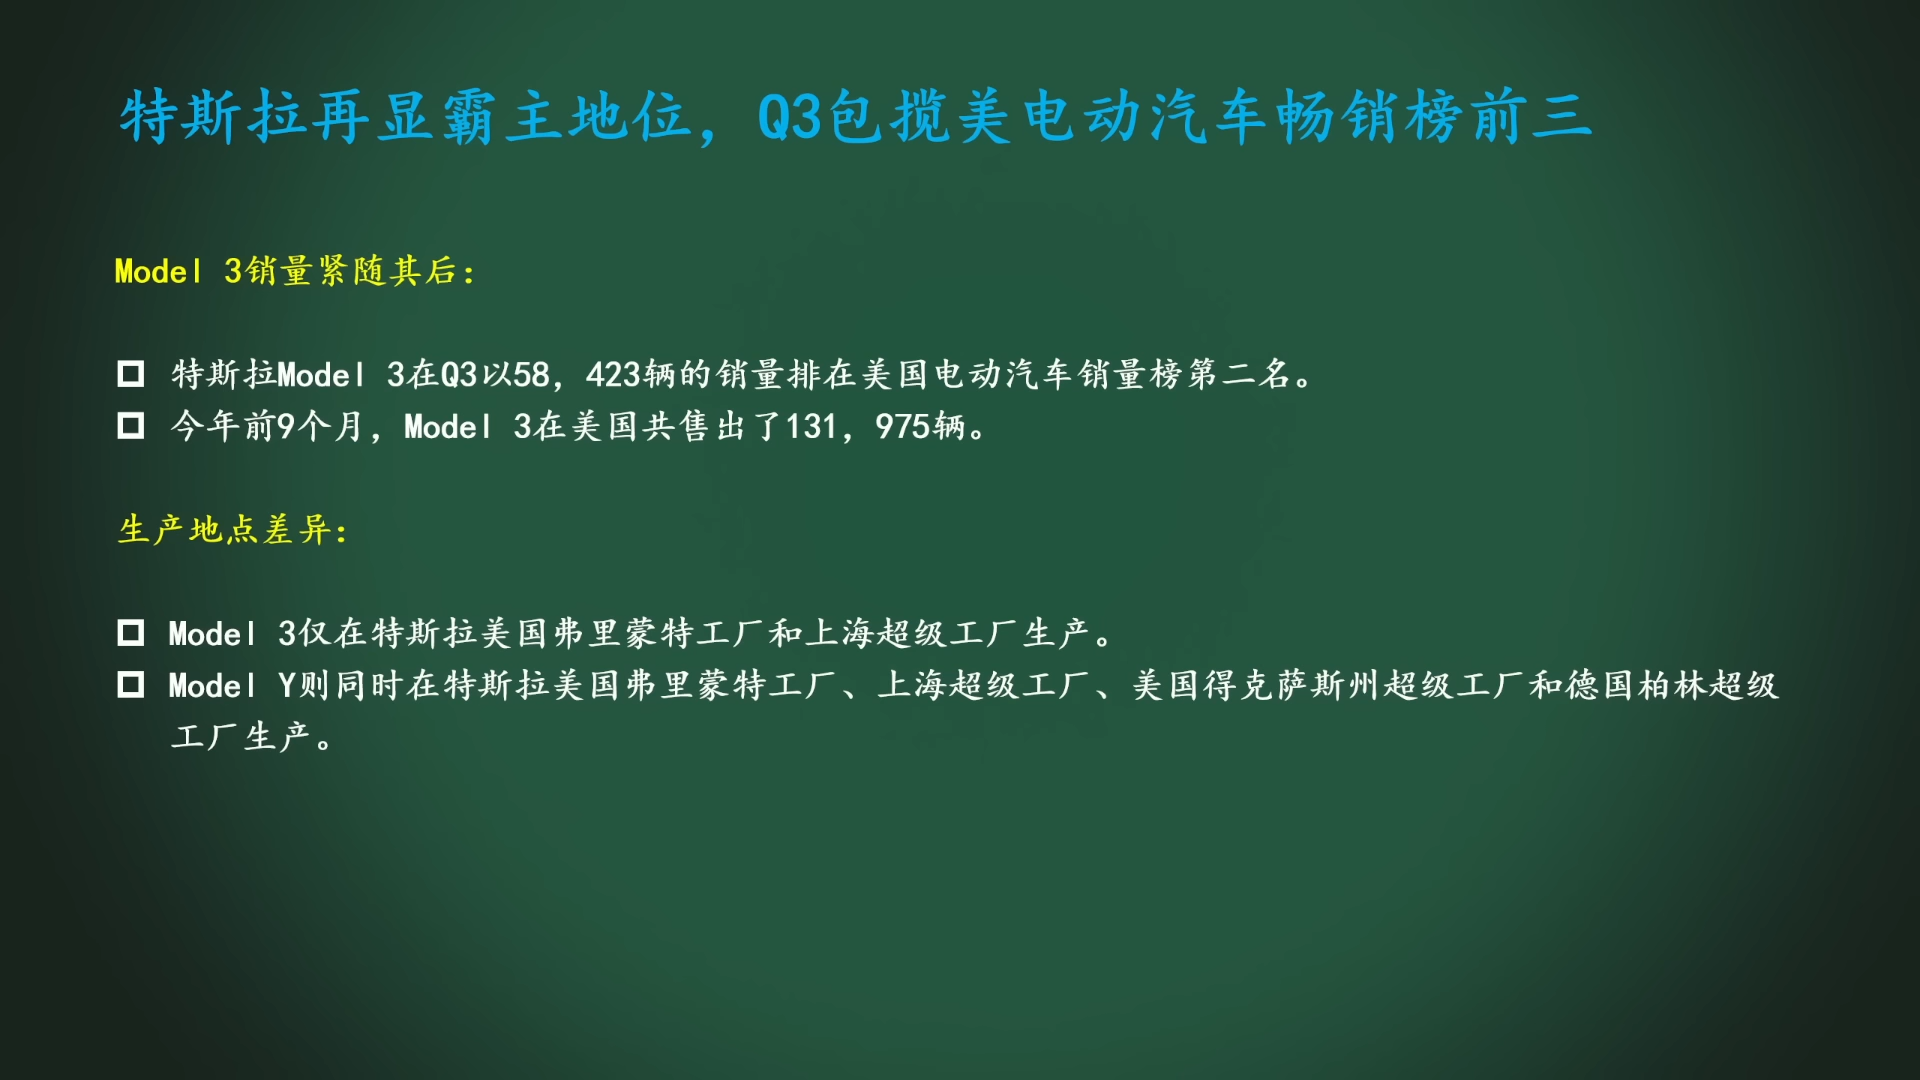 特斯拉再显霸主地位，Q3包揽美电动汽车畅销榜前三
Model 3销量紧随其后：
特斯拉Model 3在Q3以58，423辆的销量排在美国电动汽车销量榜第二名。
今年前9个月，Model 3在美国共售出了131，975辆。
生产地点差异：
Model 3仅在特斯拉美国弗里蒙特工厂和上海超级工厂生产。
Model Y则同时在特斯拉美国弗里蒙特工厂、上海超级工厂、美国得克萨斯州超级工厂和德国柏林超级
工厂生产。